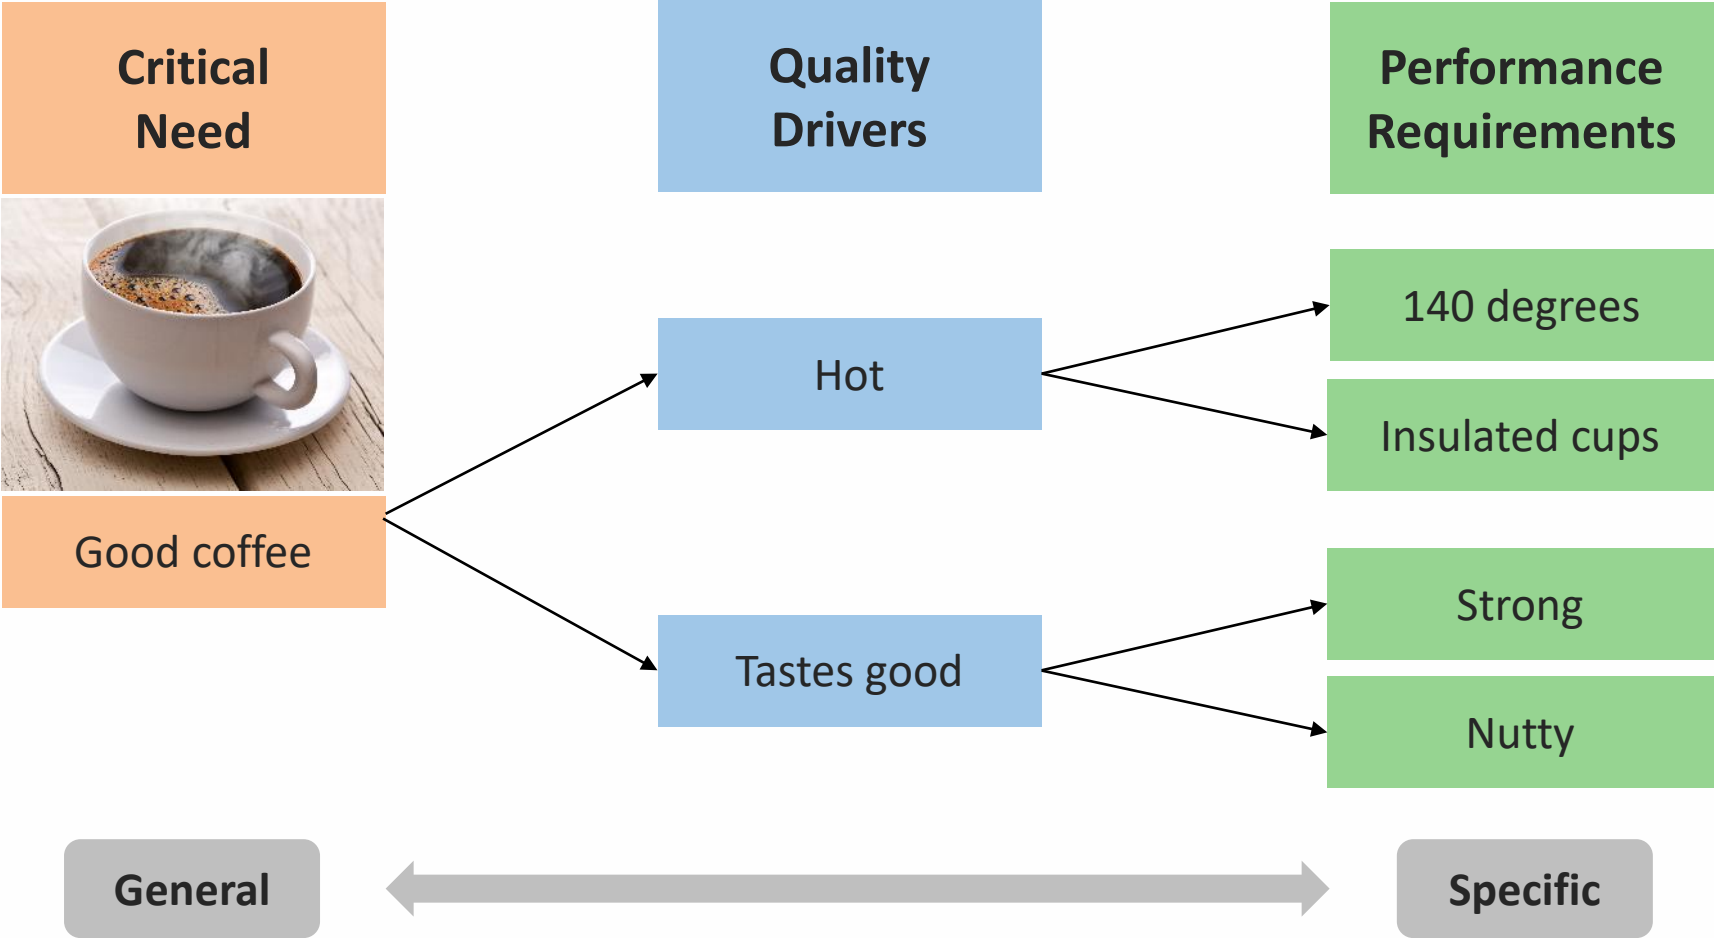 Critical
Need
Quality
Drivers
Performance
Requirements
Good coffee
Hot
Tastes good
140 degrees
Insulated cups
Strong
Nutty
General
Specific